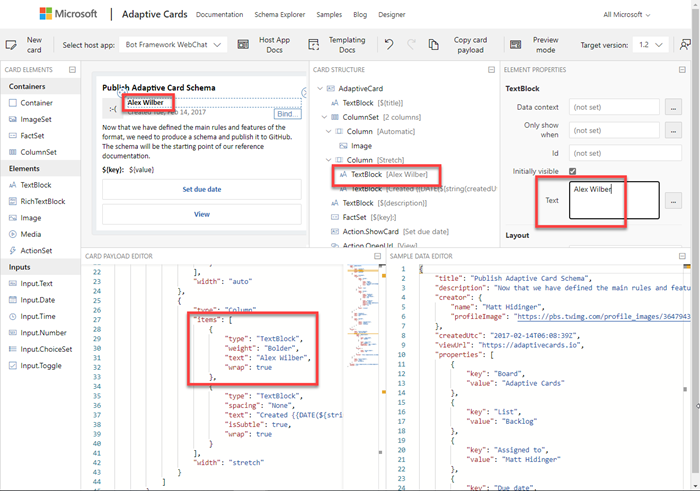 Microsoft Adaptive Cards Documentation Schema Explorer Samples Blog Designer All Microsoft
New card Select host app: Bot Framework WebChat Host App Docs Templating Docs Copy card payload Preview mode Target version: 1.2
CARD ELEMENTS
Containers
Container
ImageSet
FactSet
ColumnSet
Elements
TextBlock
RichTextBlock
Image
Media
ActionSet
Inputs
Input.Text
Input.Date
Input.Time
Input.Number
Input.ChoiceSet
Input.Toggle
Publish Adaptive Card Schema
Alex Wilber
Created Tue, Feb 14, 2017
Bind...
Now that we have defined the main rules and features of the
format, we need to produce a schema and publish it to GitHub.
The schema will be the starting point of our reference
documentation.
${key}: ${value}
Set due date
View
CARD STRUCTURE
AdaptiveCard
TextBlock [${title}]
ColumnSet [2 columns]
Column [Automatic]
Image
Column [Stretch]
TextBlock [Alex Wilber]
TextBlock [Created {{DATE(${string(createdU
TextBlock [${description}]
FactSet [${key}:]
Action.ShowCard [Set due date]
Action.OpenUrl [View]
ELEMENT PROPERTIES
TextBlock
Data context (not set) ...
Only show when (not set) ...
Id (not set)
Initially visible
Text Alex Wilber ...
Layout
CARD PAYLOAD EDITOR
22 ],
23 "width": "auto"
24 },
25 {
26 "type": "Column"
27 "items": [
28 {
29 "type": "TextBlock",
30 "weight": "Bolder",
31 "text": "Alex Wilber",
32 "wrap": true
33 },
34 {
35 "type": "TextBlock",
36 "spacing": "None",
37 "text": "Created {{DATE(${stri
38 "isSubtle": true,
39 "wrap": true
40 }
41 ],
42 "width": "stretch"
43 }
44 ]
SAMPLE DATA EDITOR
1 {
2 "title": "Publish Adaptive Card Schema",
3 "description": "Now that we have defined the main rules and featu
4 "creator": {
5 "name": "Matt Hidinger",
6 "profileImage": "https://pbs.twimg.com/profile_images/3647943
7 },
8 "createdUtc": "2017-02-14T06:08:39Z",
9 "viewUrl": "https://adaptivecards.io",
10 "properties": [
11 {
12 "key": "Board",
13 "value": "Adaptive Cards"
14 },
15 {
16 "key": "List",
17 "value": "Backlog"
18 },
19 {
20 "key": "Assigned to",
21 "value": "Matt Hidinger"
22 },
23 {
24 "key": "Due date",